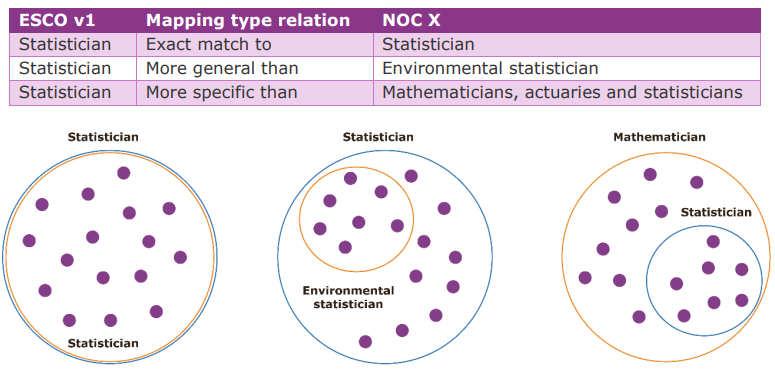 ESCO v1 Mapping type relation NOC X
Statistician Exact match to Statistician
Statistician More general than Environmental statistician
Statistician More specific than Mathematicians, actuaries and statisticians
Statistician
Statistician
Statistician
Environmental
statistician
Mathematician
Statistician